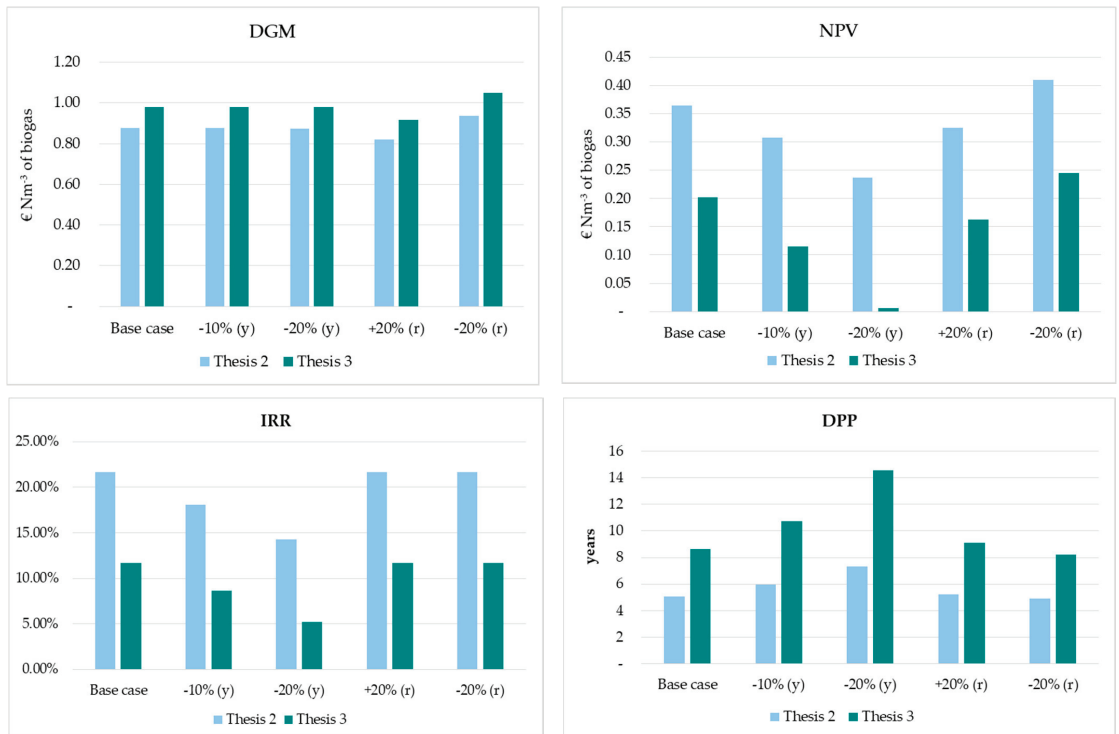 DGM
€ Nm⁻³ of biogas
1.20
1.00
0.80
0.60
0.40
0.20
-
Base case -10% (y) -20% (y) +20% (r) -20% (r)
Thesis 2 Thesis 3
NPV
€ Nm⁻³ of biogas
0.45
0.40
0.35
0.30
0.25
0.20
0.15
0.10
0.05
-
Base case -10% (y) -20% (y) +20% (r) -20% (r)
Thesis 2 Thesis 3
IRR
25.00%
20.00%
15.00%
10.00%
5.00%
0.00%
Base case -10% (y) -20% (y) +20% (r) -20% (r)
Thesis 2 Thesis 3
DPP
years
16
14
12
10
8
6
4
2
-
Base case -10% (y) -20% (y) +20% (r) -20% (r)
Thesis 2 Thesis 3